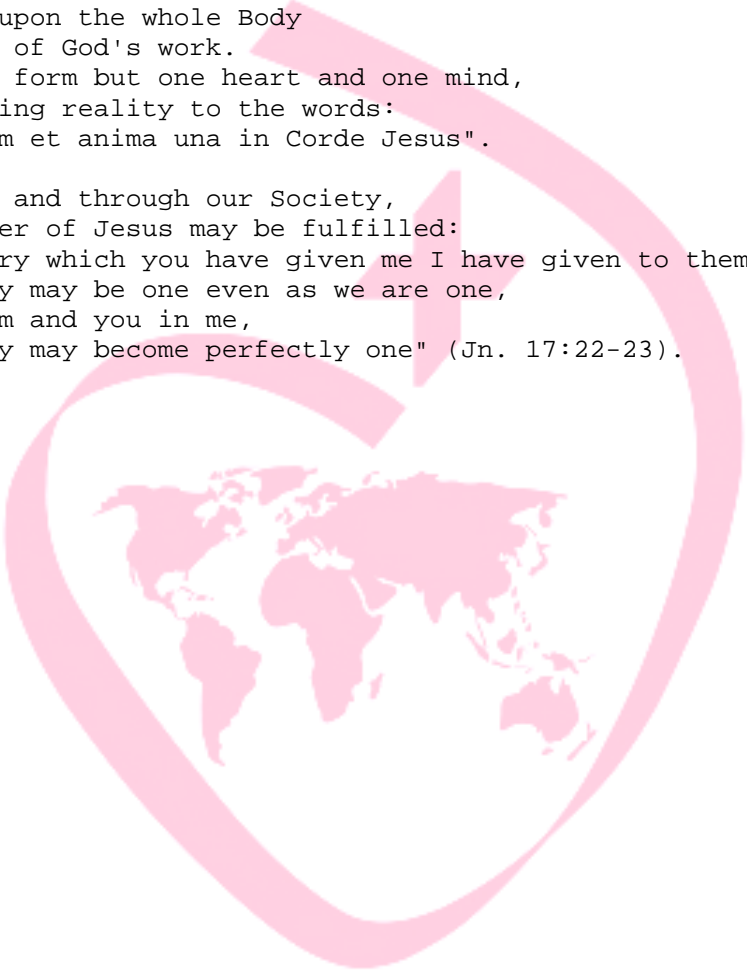 upon the whole Body
of God's work.
form but one heart and one mind,
ing reality to the words:
m et anima una in Corde Jesus".
and through our Society,
er of Jesus may be fulfilled:
ry which you have given me I have given to them
y may be one even as we are one,
m and you in me,
y may become perfectly one" (Jn. 17:22-23).